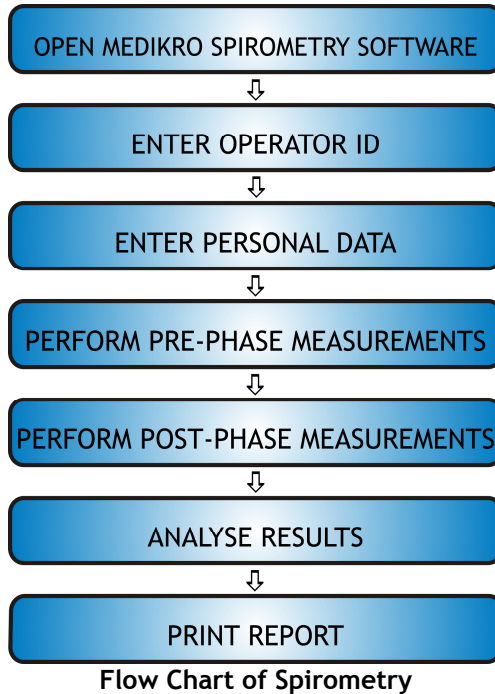 OPEN MEDIKRO SPIROMETRY SOFTWARE
ENTER OPERATOR ID
ENTER PERSONAL DATA
PERFORM PRE-PHASE MEASUREMENTS
PERFORM POST-PHASE MEASUREMENTS
ANALYSE RESULTS
PRINT REPORT
Flow Chart of Spirometry